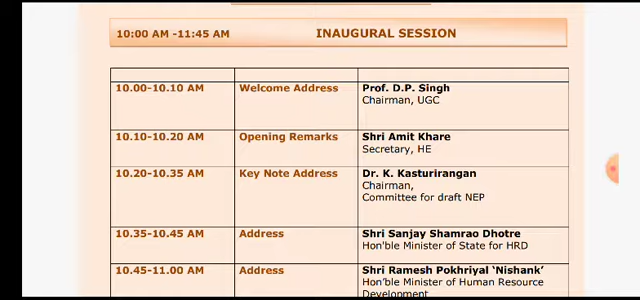 10:00 AM -11:45 AM INAUGURAL SESSION
10.00-10.10 AM Welcome Address Prof. D.P. Singh
Chairman, UGC
10.10-10.20 AM Opening Remarks Shri Amit Khare
Secretary, HE
10.20-10.35 AM Key Note Address Dr. K. Kasturirangan
Chairman,
Committee for draft NEP
10.35-10.45 AM Address Shri Sanjay Shamrao Dhotre
Hon'ble Minister of State for HRD
10.45-11.00 AM Address Shri Ramesh Pokhriyal ‘Nishank’
Hon’ble Minister of Human Resource
Development